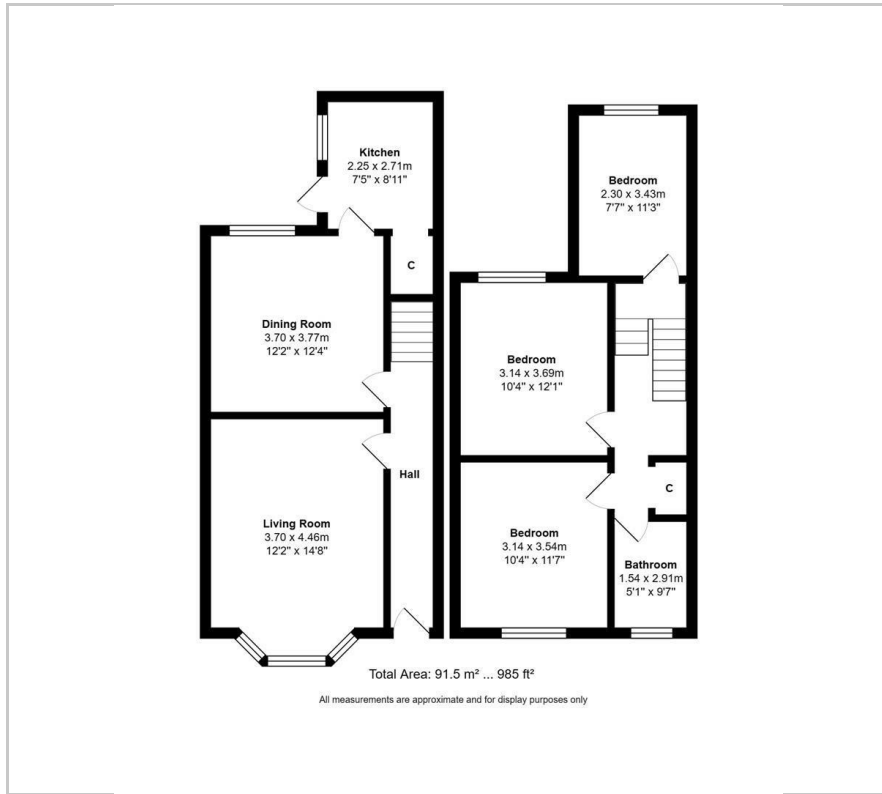 Kitchen
2.25 x 2.71m
7'5" x 8'11"
C
Dining Room
3.70 x 3.77m
12'2" x 12'4"
Hall
Living Room
3.70 x 4.46m
12'2" x 14'8"
Bedroom
2.30 x 3.43m
7'7" x 11'3"
Bedroom
3.14 x 3.69m
10'4" x 12'1"
Bedroom
3.14 x 3.54m
10'4" x 11'7"
C
Bathroom
1.54 x 2.91m
5'1" x 9'7"
Total Area: 91.5 m² ... 985 ft²
All measurements are approximate and for display purposes only